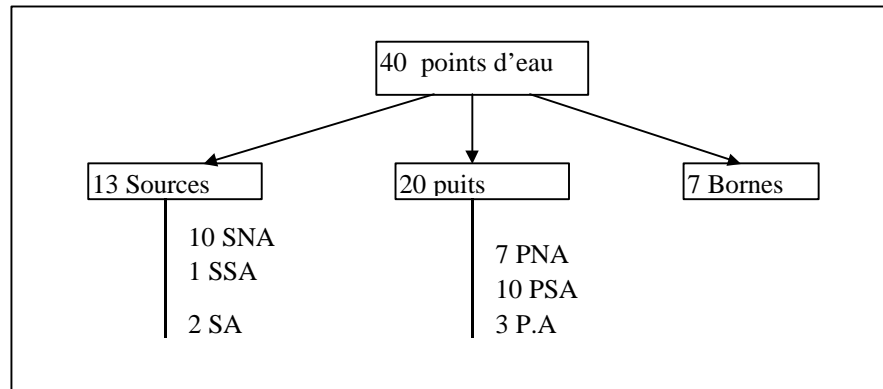 40 points d’eau
13 Sources
20 puits
7 Bornes
10 SNA
1 SSA
2 SA
7 PNA
10 PSA
3 P.A